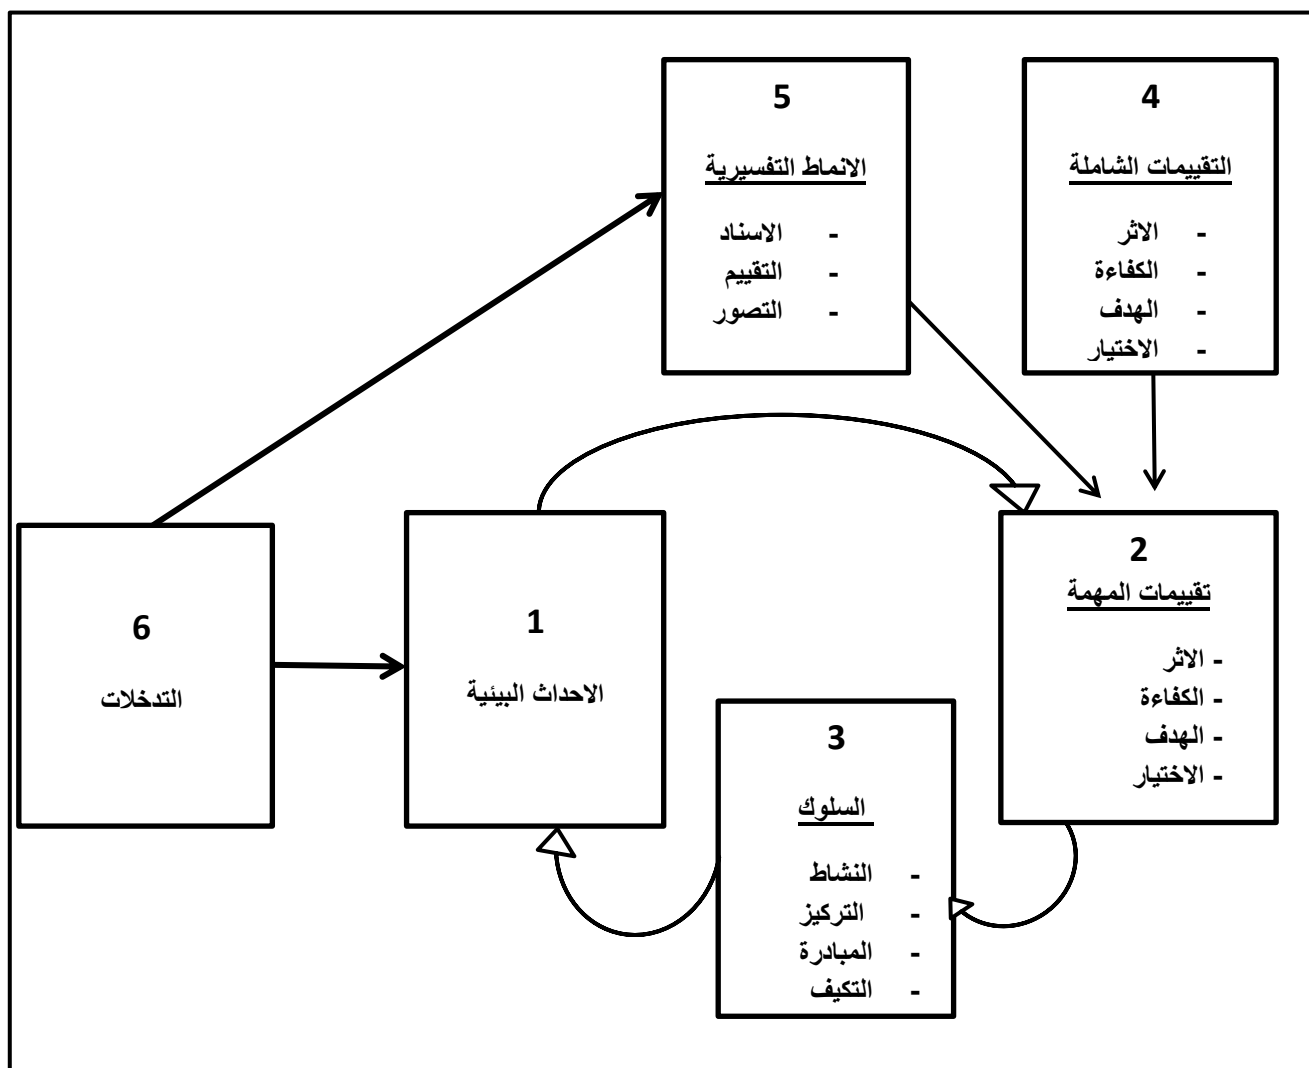 5
الانماط التفسيرية
- الاسناد
- التقييم
- التصور
4
التقييمات الشاملة
- الاثر
- الكفاءة
- الهدف
- الاختيار
6
التدخلات
1
الاحداث البيئية
2
تقييمات المهمة
- الاثر
- الكفاءة
- الهدف
- الاختيار
3
السلوك
- النشاط
- التركيز
- المبادرة
- التكيف